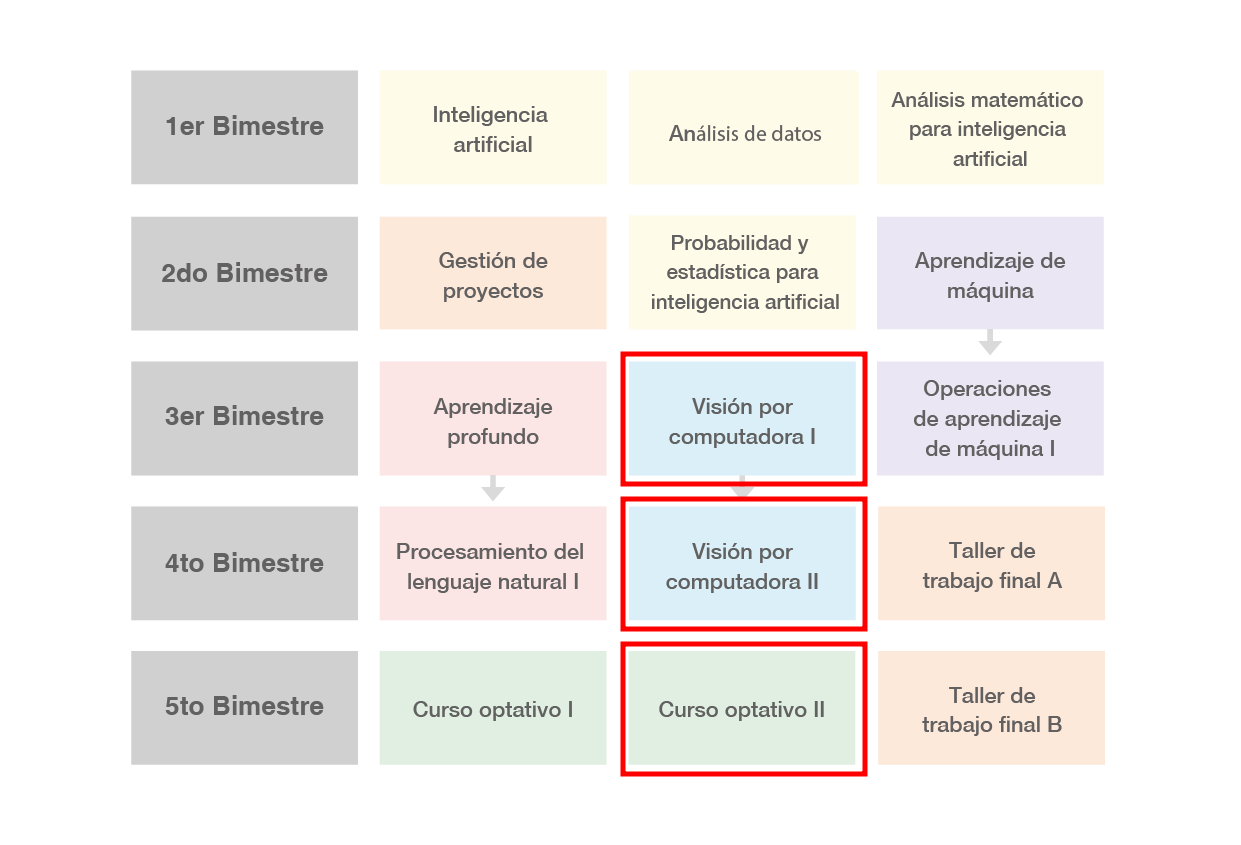 1er Bimestre
Inteligencia
artificial
Análisis de datos
Análisis matemático
para inteligencia
artificial
2do Bimestre
Gestión de
proyectos
Probabilidad y
estadística para
inteligencia artificial
Aprendizaje de
máquina
3er Bimestre
Aprendizaje
profundo
Visión por
computadora I
Operaciones
de aprendizaje
de máquina I
4to Bimestre
Procesamiento del
lenguaje natural I
Visión por
computadora II
Taller de
trabajo final A
5to Bimestre
Curso optativo I
Curso optativo II
Taller de
trabajo final B